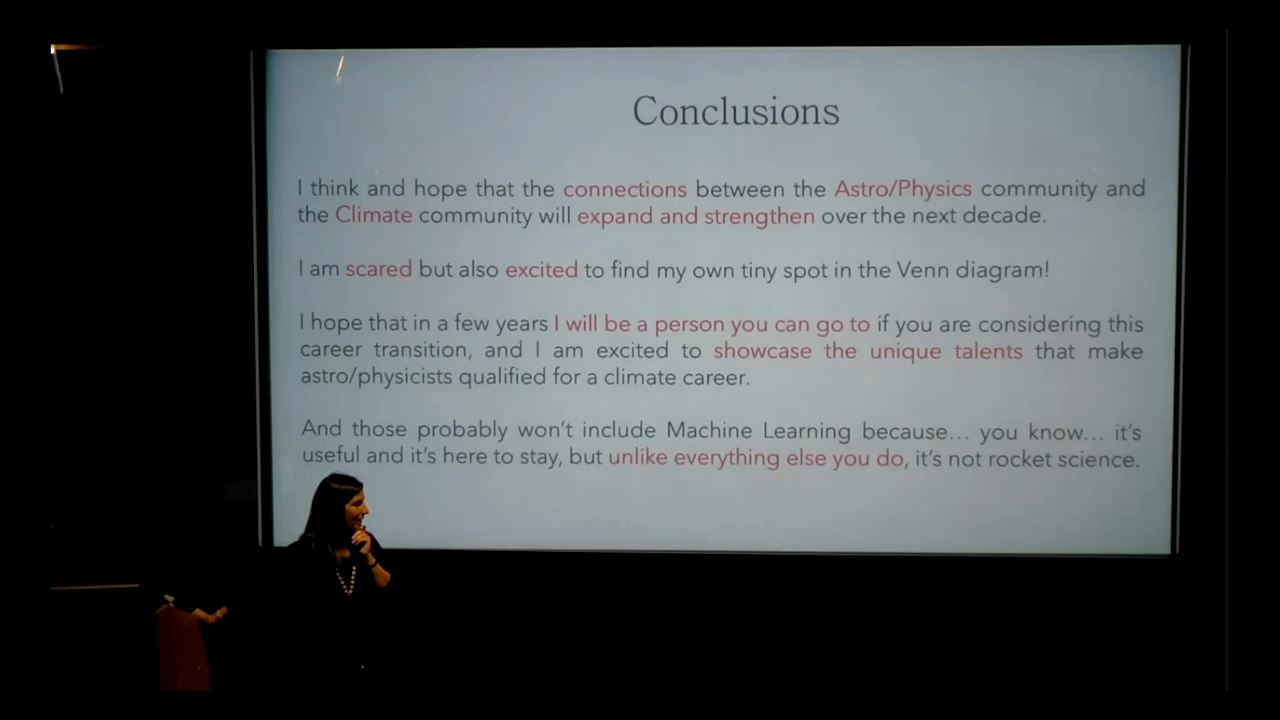 Conclusions
I think and hope that the connections between the Astro/Physics community and
the Climate community will expand and strengthen over the next decade.
I am scared but also excited to find my own tiny spot in the Venn diagram!
I hope that in a few years I will be a person you can go to if you are considering this
career transition, and I am excited to showcase the unique talents that make
astro/physicists qualified for a climate career.
And those probably won't include Machine Learning because... you know... it's
useful and it's here to stay, but unlike everything else you do, it's not rocket science.